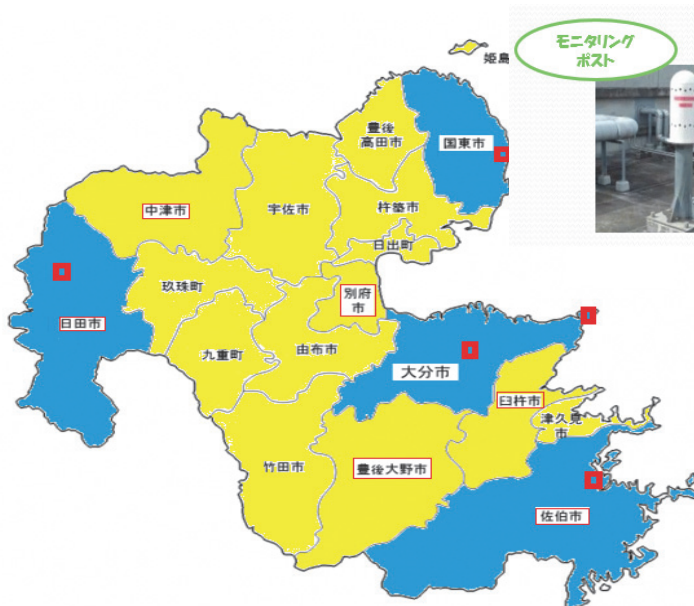 モニタリング
ポスト
姫島
豊後
高田市
国東市
中津市
宇佐市
杵築市
日出町
玖珠町
別府
市
日田市
九重町
由布市
大分市
臼杵市
津久見
市
竹田市
豊後大野市
佐伯市